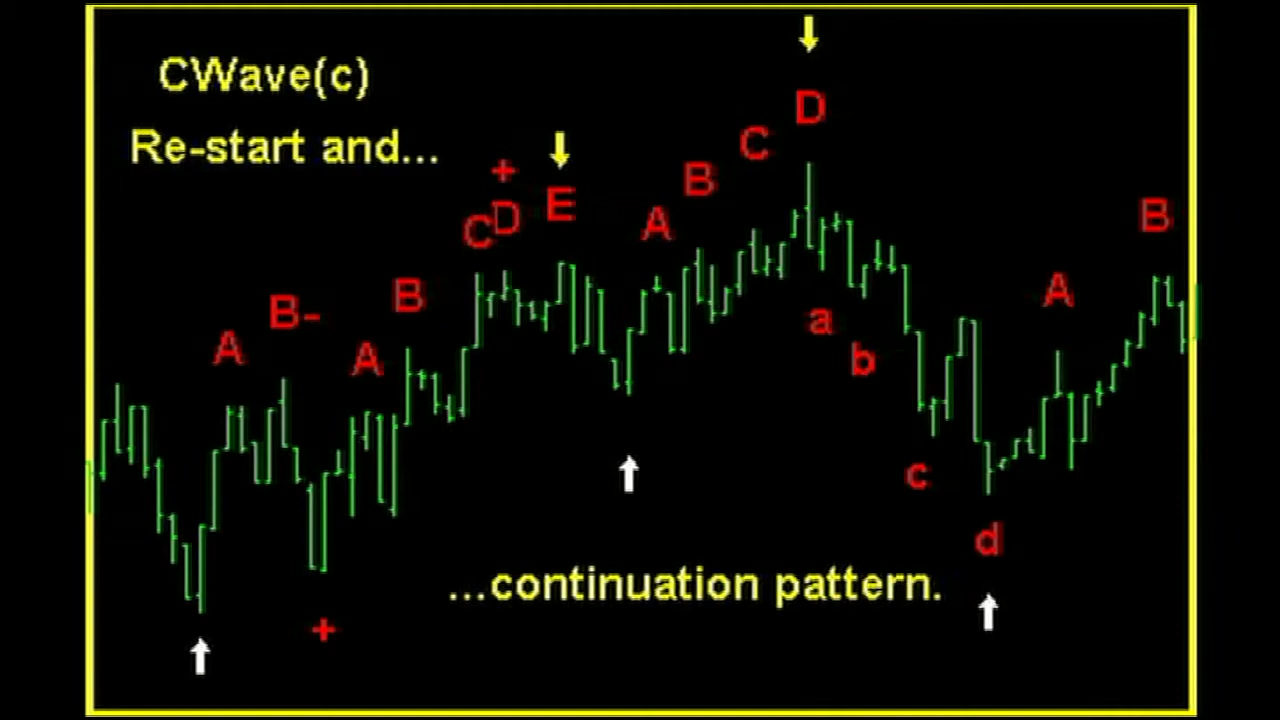 CWave(c)
Re-start and...
A
B-
A
B
C
D
+
E
A
B
C
D
a
b
c
d
A
B
+
...continuation pattern.